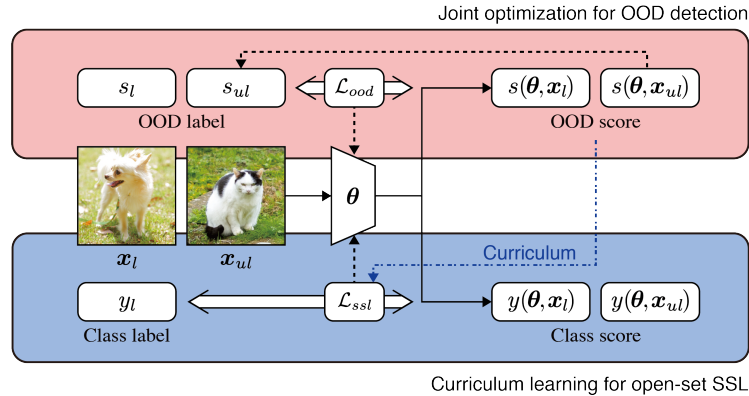 Joint optimization for OOD detection
s_l s_ul L_ood s(θ, x_l) s(θ, x_ul)
OOD label OOD score
θ
x_l x_ul
Curriculum
y_l L_ssl y(θ, x_l) y(θ, x_ul)
Class label Class score
Curriculum learning for open-set SSL